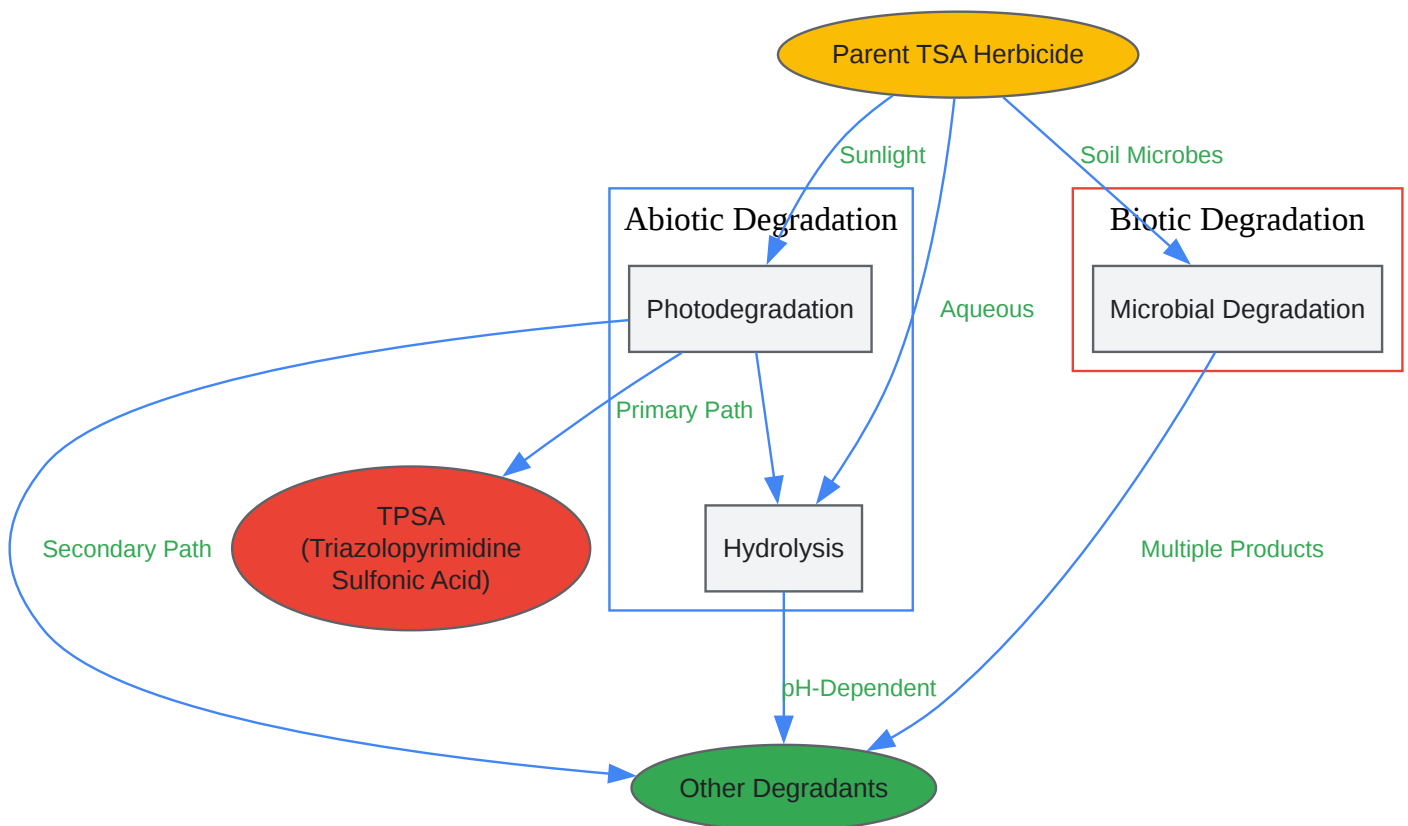 Parent TSA Herbicide
Sunlight
Soil Microbes
Abiotic Degradation
Biotic Degradation
Photodegradation
Aqueous
Microbial Degradation
Primary Path
TPSA
(Triazolopyrimidine
Sulfonic Acid)
Secondary Path
Hydrolysis
Multiple Products
pH-Dependent
Other Degradants